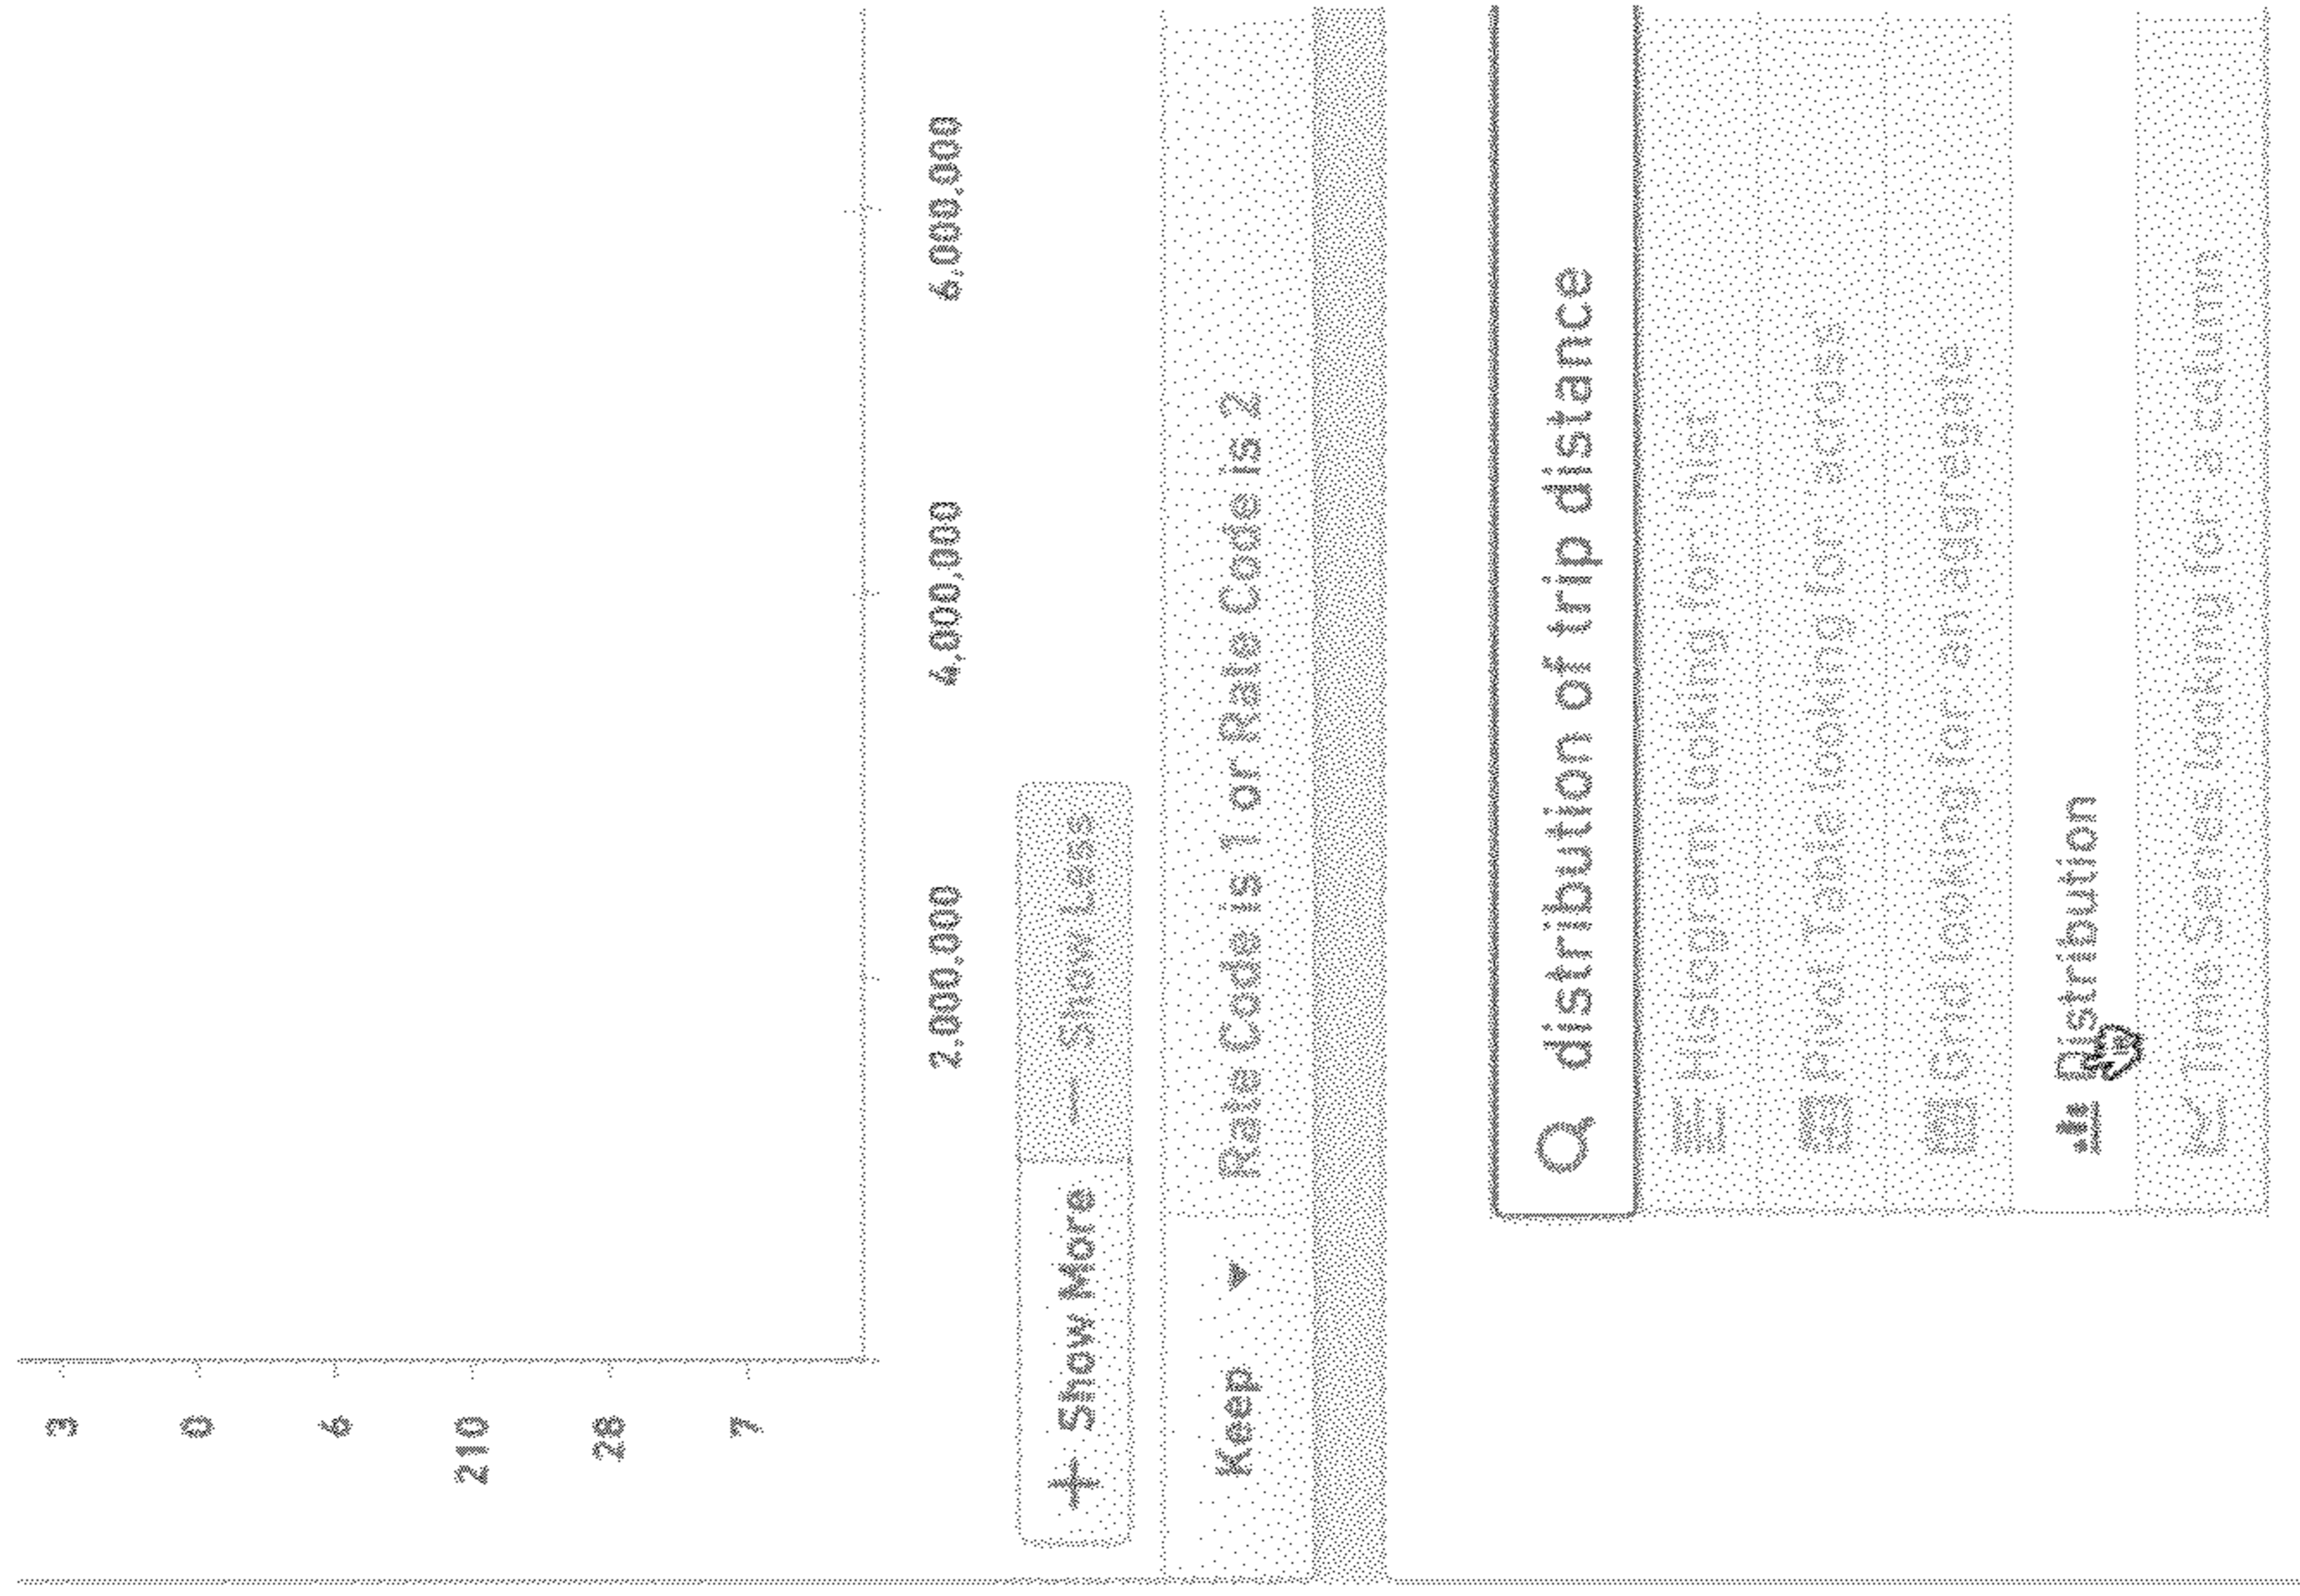 3
0
6
210
28
7
2,000,000 4,000,000 6,000,000
+ Show More — Show Less
Keep ▼ Rate Code is 1 or Rate Code is 2
distribution of trip distance
Histogram looking for: hist
Pivot Table looking for: across
Grid looking for: an aggregate
Distribution
Time Series looking for: a column